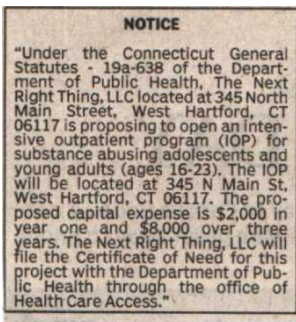 NOTICE
"Under the Connecticut General
Statutes - 19a-638 of the Depart-
ment of Public Health, The Next
Right Thing, LLC located at 345 North
Main Street, West Hartford, CT
06117 is proposing to open an inten-
sive outpatient program (IOP) for
substance abusing adolescents and
young adults (ages 16-23). The IOP
will be located at 345 N Main St,
West Hartford, CT 06117. The pro-
posed capital expense is $2,000 in
year one and $8,000 over three
years. The Next Right Thing, LLC will
file the Certificate of Need for this
project with the Department of Pub-
lic Health through the office of
Health Care Access."